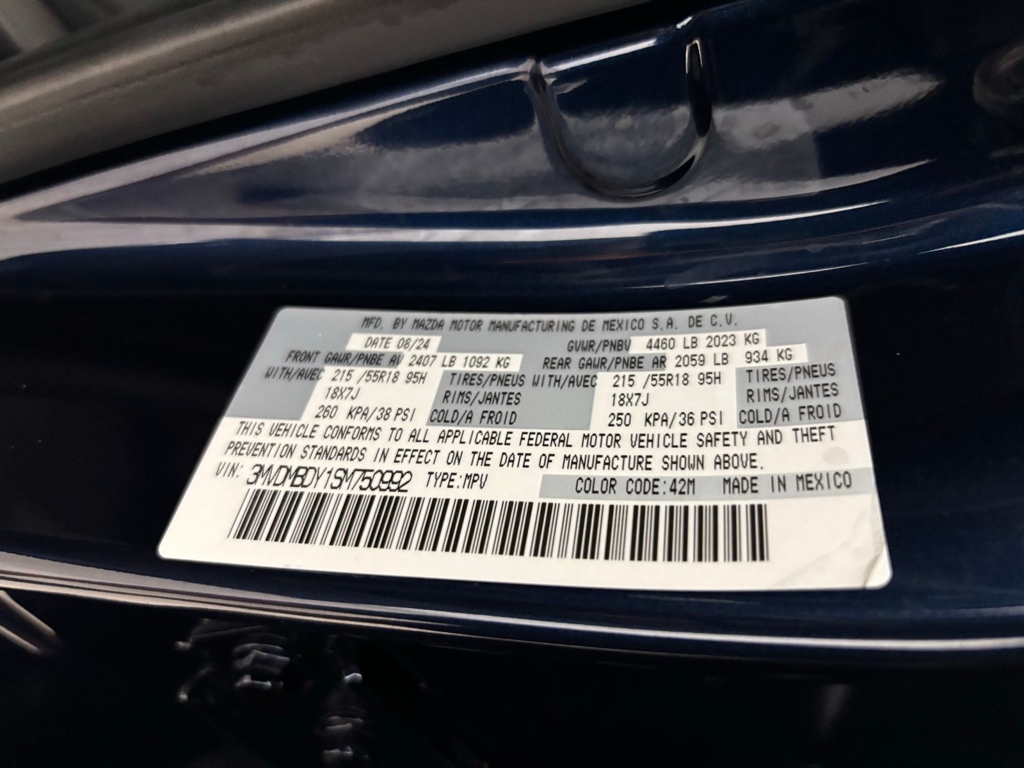 MFD. BY MAZDA MOTOR MANUFACTURING DE MEXICO S.A. DE C.V.
DATE 08/24 GVWR/PNBV 4460 LB 2023 KG
FRONT GAWR/PNBE AV 2407 LB 1092 KG REAR GAWR/PNBE AR 2059 LB 934 KG
WITH/AVEC 215 /55R18 95H TIRES/PNEUS WITH/AVEC 215 /55R18 95H TIRES/PNEUS
18X7J RIMS/JANTES 18X7J RIMS/JANTES
260 KPA/38 PSI COLD/A FROID 250 KPA/36 PSI COLD/A FROID
THIS VEHICLE CONFORMS TO ALL APPLICABLE FEDERAL MOTOR VEHICLE SAFETY AND THEFT
PREVENTION STANDARDS IN EFFECT ON THE DATE OF MANUFACTURE SHOWN ABOVE.
VIN: 3MVDMBDY1SM750992 TYPE:MPV COLOR CODE:42M MADE IN MEXICO